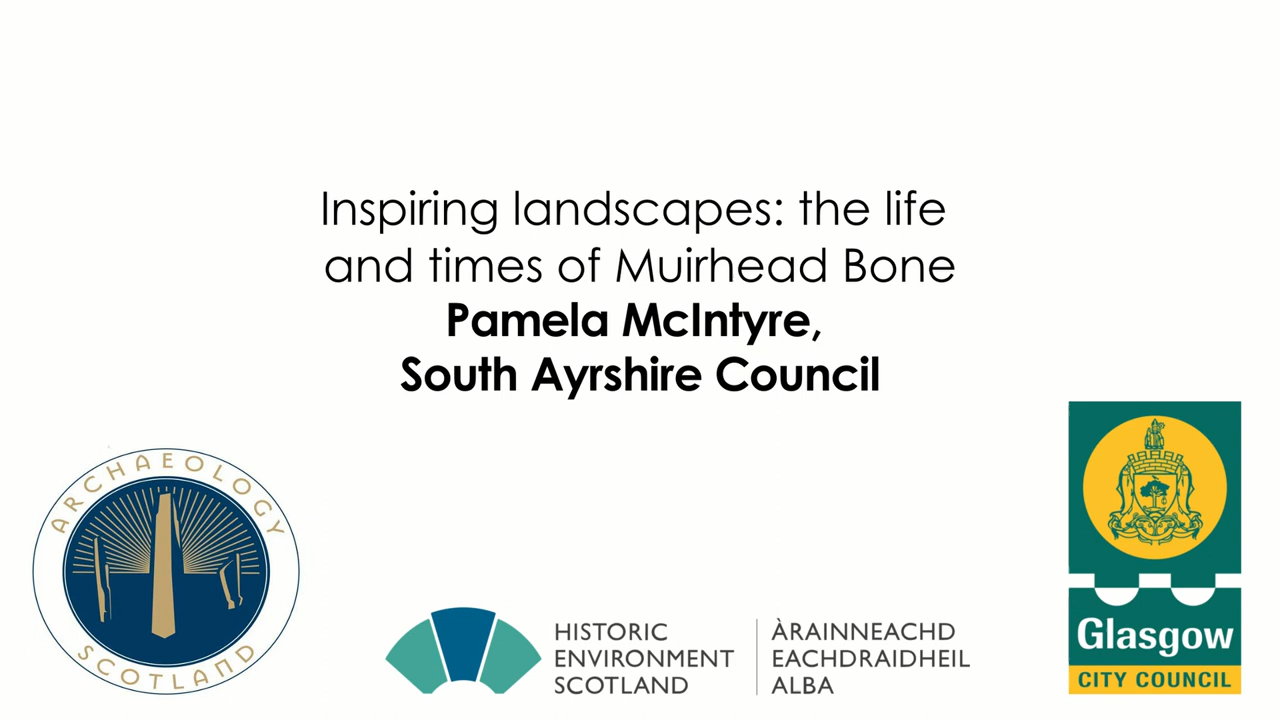 Inspiring landscapes: the life
and times of Muirhead Bone
Pamela McIntyre,
South Ayrshire Council
ARCHAEOLOGY
SCOTLAND
HISTORIC
ENVIRONMENT
SCOTLAND
ÀRAINNEACHD
EACHDRAIDHEIL
ALBA
Glasgow
CITY COUNCIL